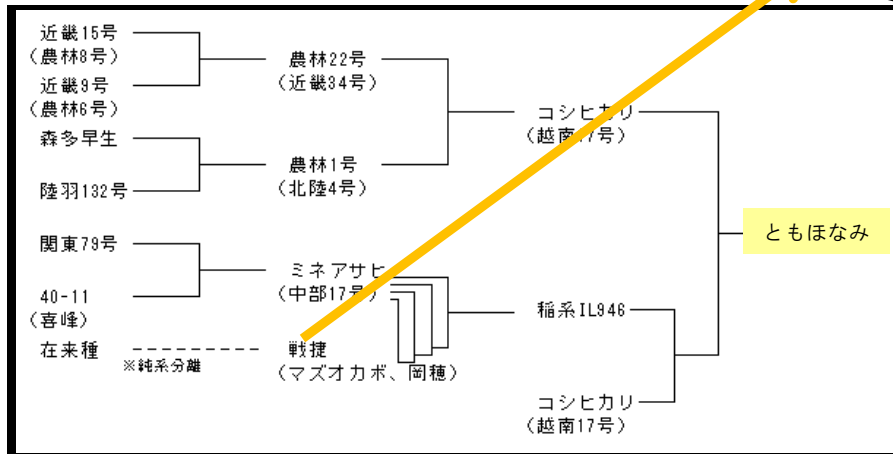 近畿15号
(農林8号)
近畿9号
(農林6号)
森多早生
陸羽132号
関東79号
40-11
(喜峰)
在来種
※純系分離
農林22号
(近畿34号)
農林1号
(北陸4号)
ミネアサヒ
(中部17号)
戦捷
(マズオカボ、岡穂)
コシヒカリ
(越南17号)
稲系IL946
コシヒカリ
(越南17号)
ともほなみ